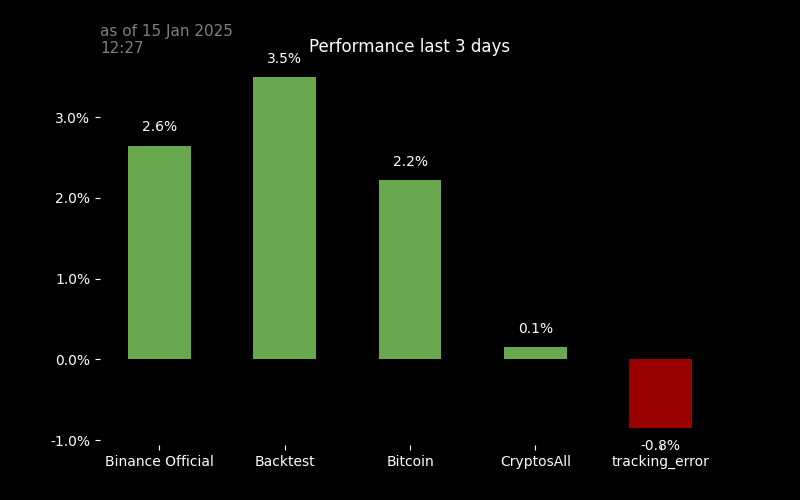 as of 15 Jan 2025
12:27
Performance last 3 days
3.5%
2.6%
2.2%
0.1%
-0.8%
3.0%
2.0%
1.0%
0.0%
-1.0%
Binance Official
Backtest
Bitcoin
CryptosAll
tracking_error